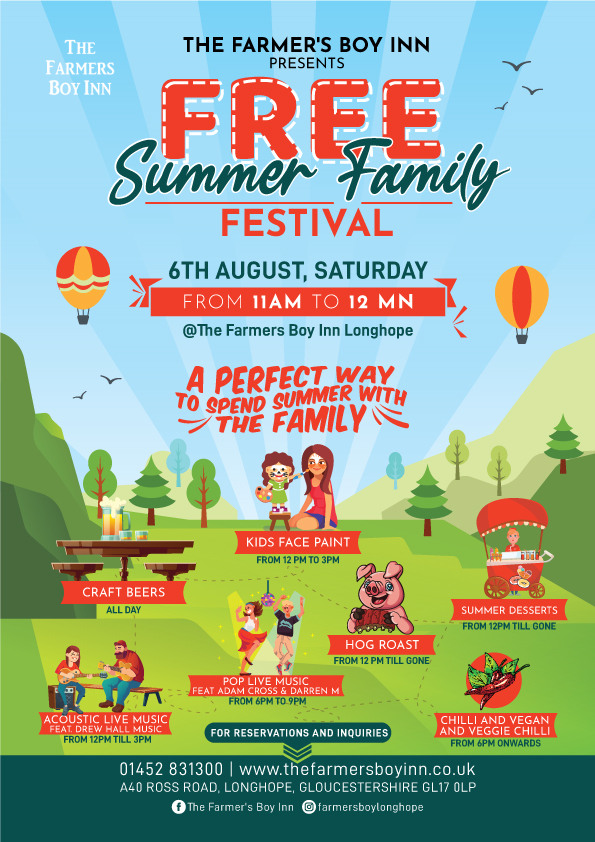 THE
FARMERS
BOY INN
THE FARMER'S BOY INN
PRESENTS
FREE
Summer Family
FESTIVAL
6TH AUGUST, SATURDAY
FROM 11AM TO 12 MN
@The Farmers Boy Inn Longhope
A PERFECT WAY
TO SPEND SUMMER WITH
THE FAMILY
KIDS FACE PAINT
FROM 12 PM TO 3PM
CRAFT BEERS
ALL DAY
SUMMER DESSERTS
FROM 12PM TILL GONE
HOG ROAST
FROM 12 PM TILL GONE
POP LIVE MUSIC
FEAT ADAM CROSS & DARREN M
FROM 6PM TO 9PM
ACOUSTIC LIVE MUSIC
FEAT. DREW HALL MUSIC
FROM 12PM TILL 3PM
CHILLI AND VEGAN
AND VEGGIE CHILLI
FROM 6PM ONWARDS
FOR RESERVATIONS AND INQUIRIES
01452 831300 | www.thefarmersboyinn.co.uk
A40 ROSS ROAD, LONGHOPE, GLOUCESTERSHIRE GL17 0LP
The Farmer's Boy Inn farmersboylonghope